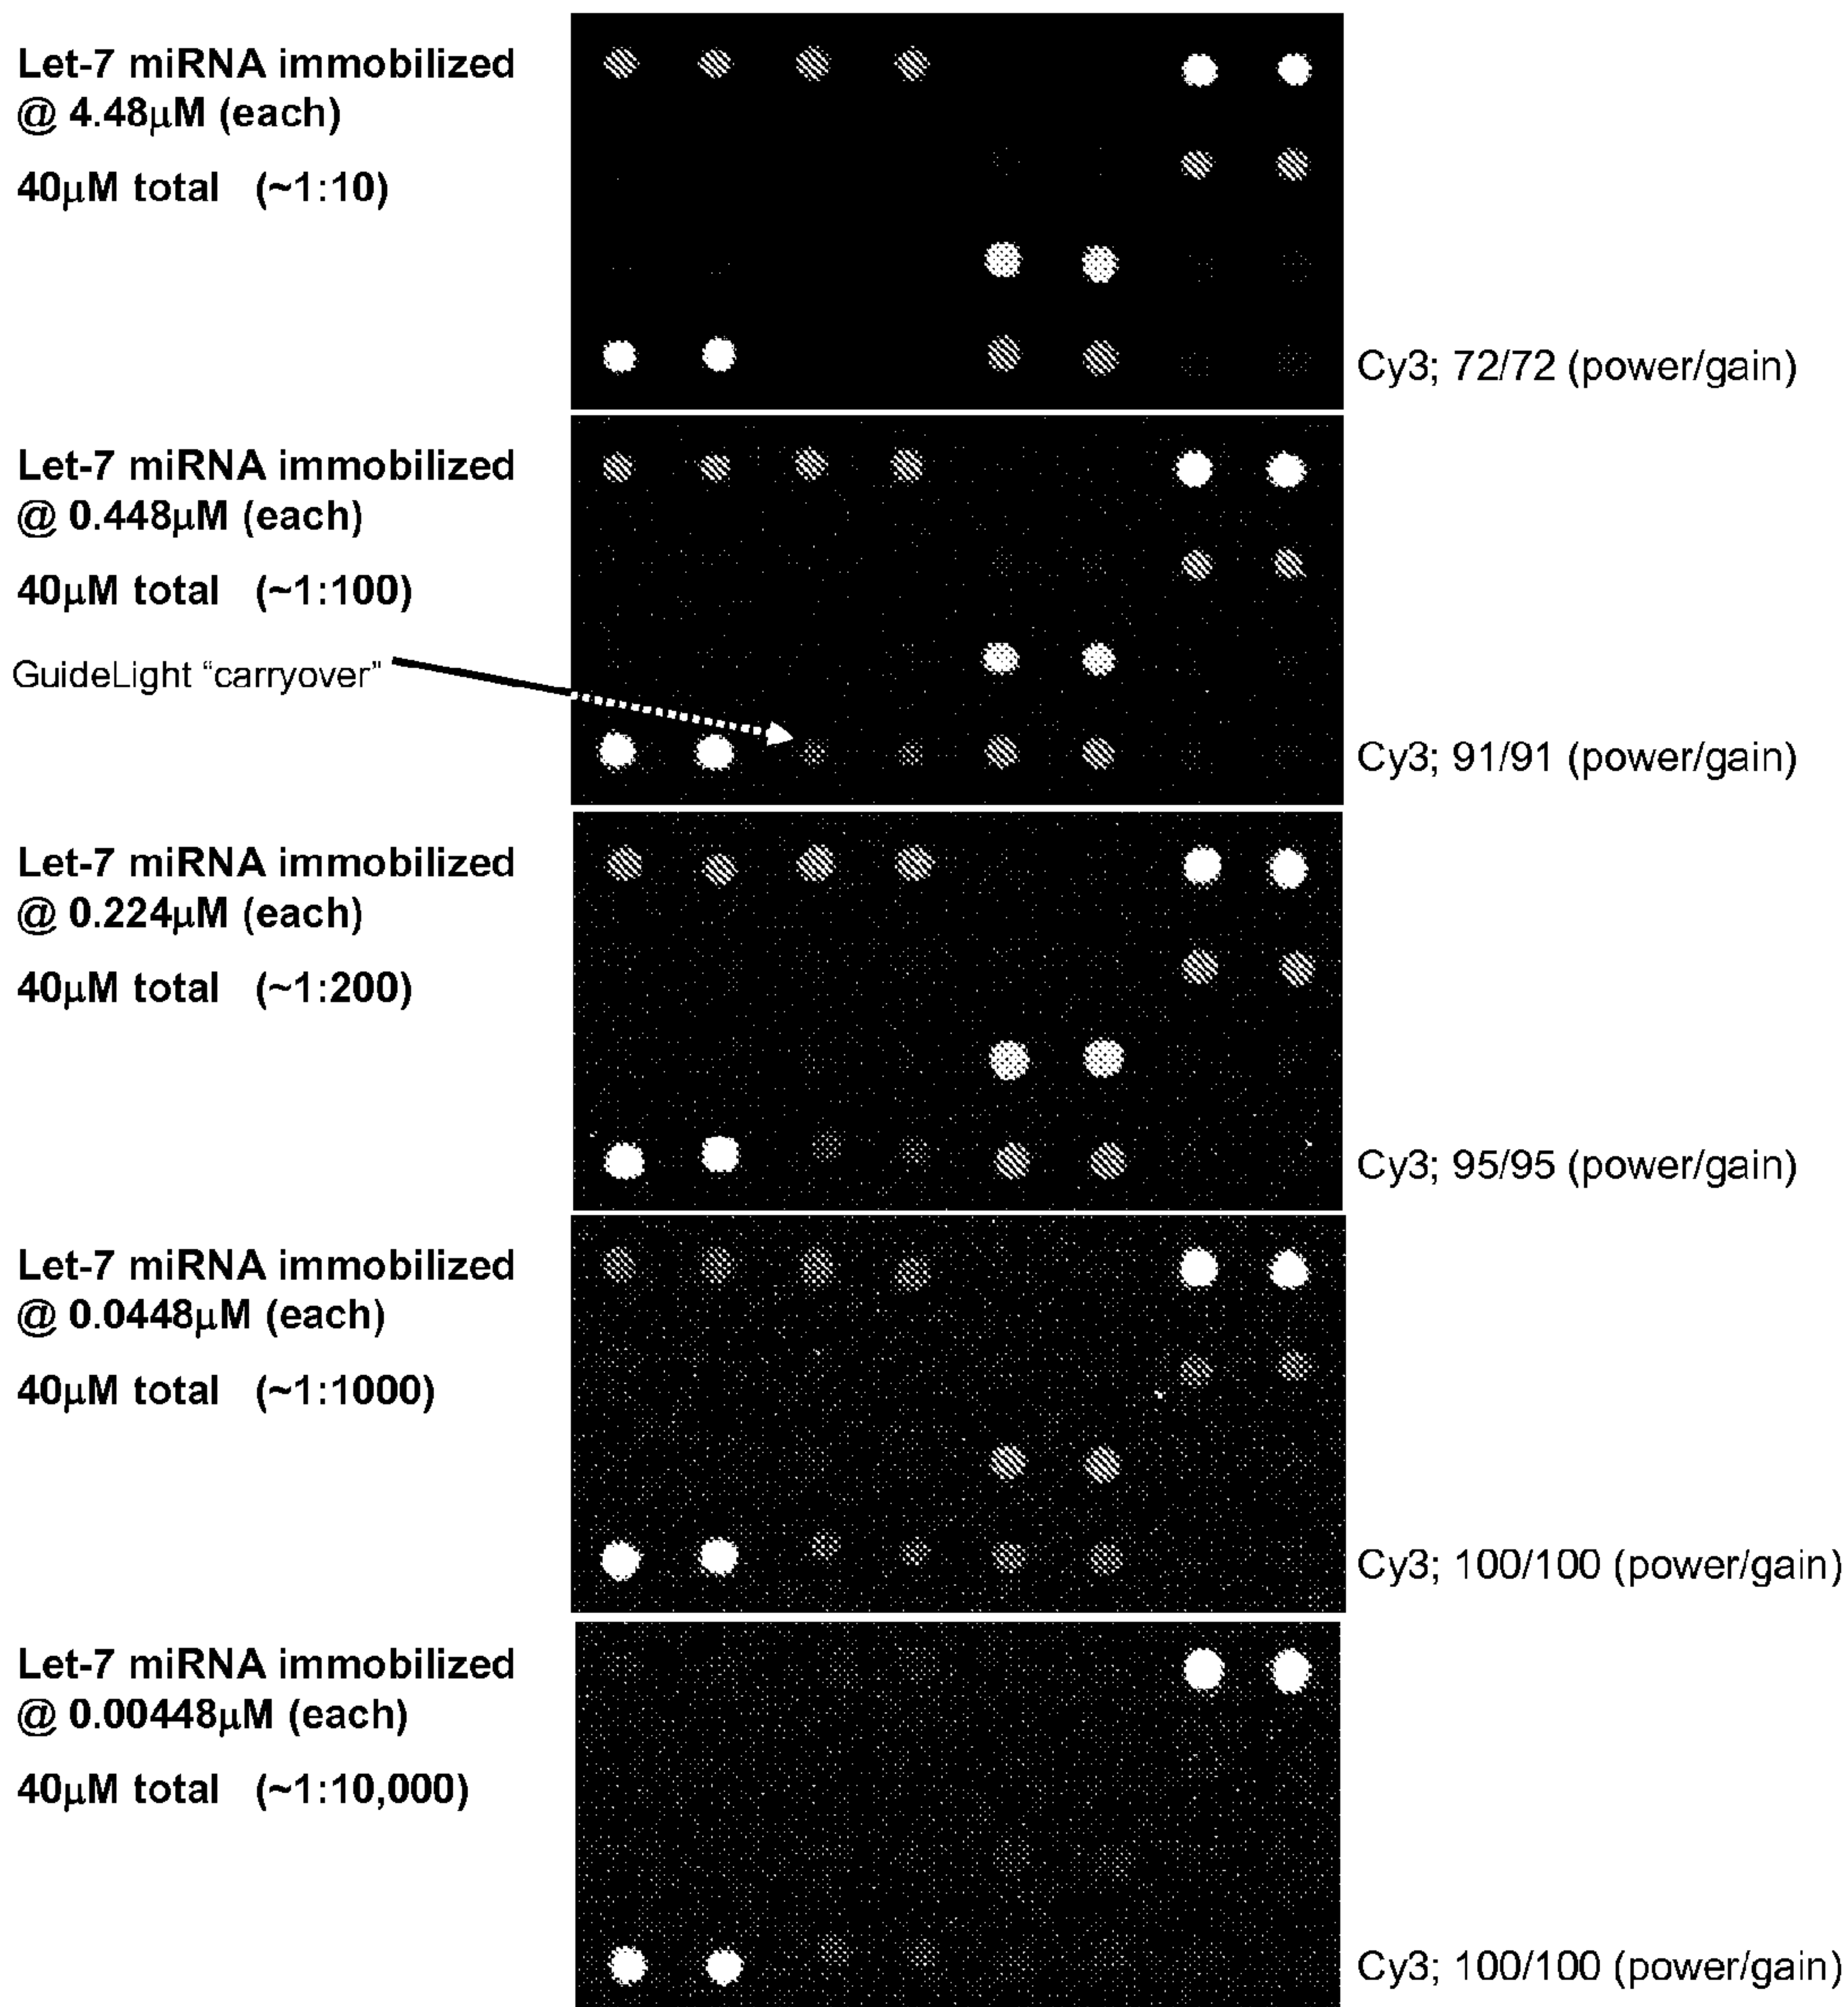 Let-7 miRNA immobilized
@ 4.48μM (each)
40μM total (~1:10)
Cy3; 72/72 (power/gain)
Let-7 miRNA immobilized
@ 0.448μM (each)
40μM total (~1:100)
GuideLight “carryover”
Cy3; 91/91 (power/gain)
Let-7 miRNA immobilized
@ 0.224μM (each)
40μM total (~1:200)
Cy3; 95/95 (power/gain)
Let-7 miRNA immobilized
@ 0.0448μM (each)
40μM total (~1:1000)
Cy3; 100/100 (power/gain)
Let-7 miRNA immobilized
@ 0.00448μM (each)
40μM total (~1:10,000)
Cy3; 100/100 (power/gain)